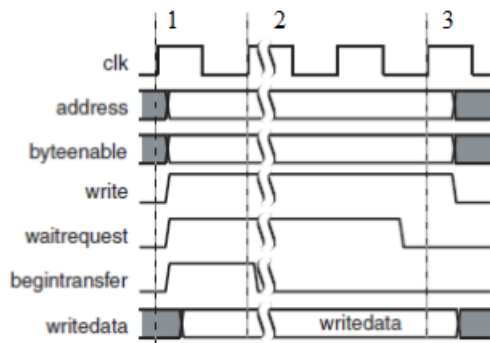 1 2 3
clk
address
byteenable
write
waitrequest
begintransfer
writedata writedata